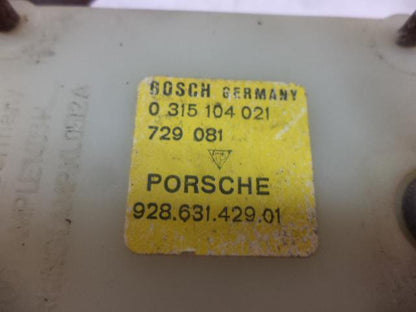 BOSCH GERMANY
0 315 104 021
729 081
PORSCHE
928.631.429.01